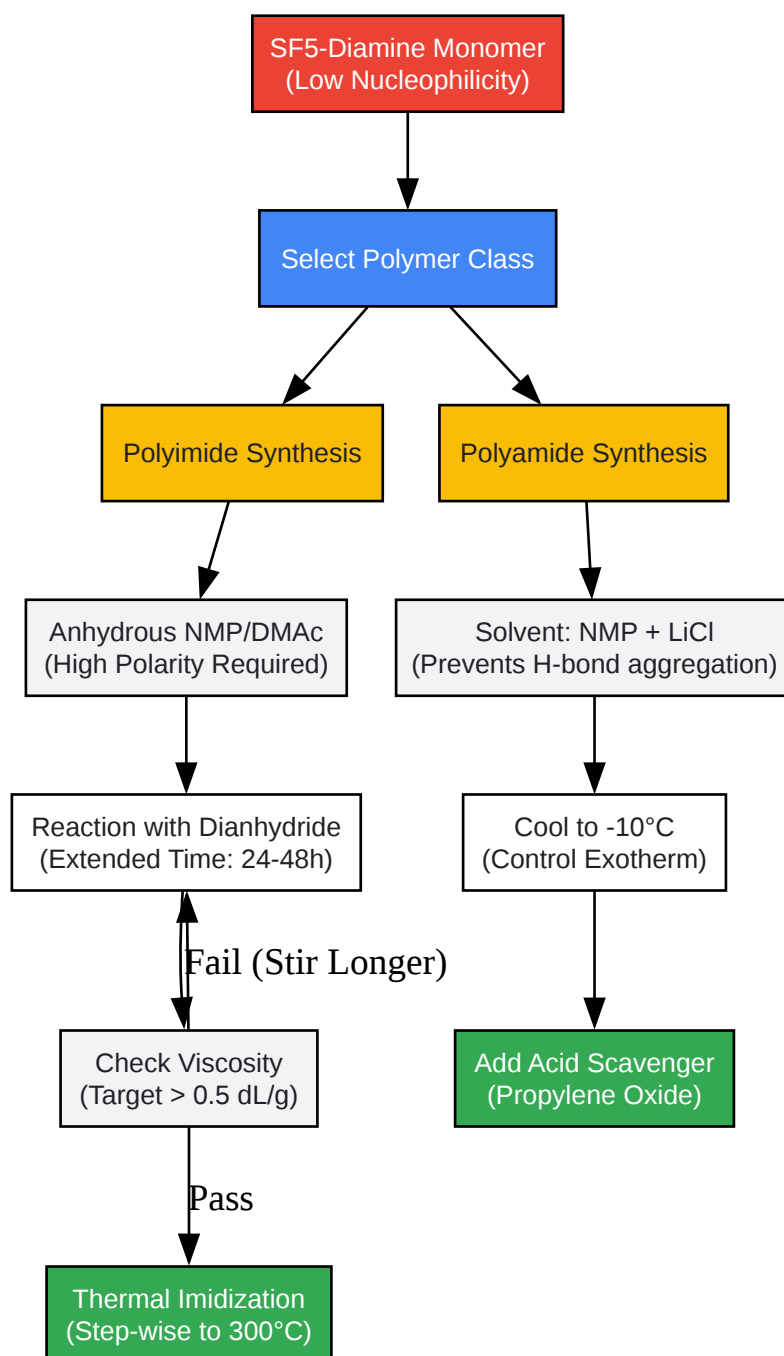 SF5-Diamine Monomer
(Low Nucleophilicity)
Select Polymer Class
Polyimide Synthesis
Polyamide Synthesis
Anhydrous NMP/DMAc
(High Polarity Required)
Solvent: NMP + LiCl
(Prevents H-bond aggregation)
Reaction with Dianhydride
(Extended Time: 24-48h)
Cool to -10°C
(Control Exotherm)
Fail (Stir Longer)
Check Viscosity
(Target > 0.5 dL/g)
Add Acid Scavenger
(Propylene Oxide)
Pass
Thermal Imidization
(Step-wise to 300°C)